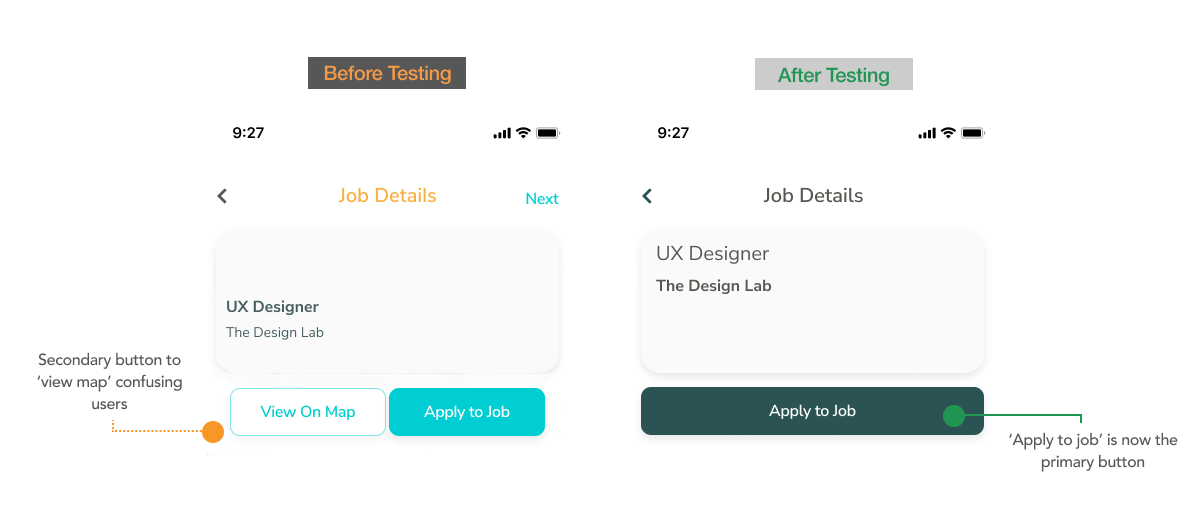 Before Testing
9:27
Job Details
Next
UX Designer
The Design Lab
Secondary button to
‘view map’ confusing
users
View On Map
Apply to Job
After Testing
9:27
Job Details
UX Designer
The Design Lab
Apply to Job
‘Apply to job’ is now the
primary button